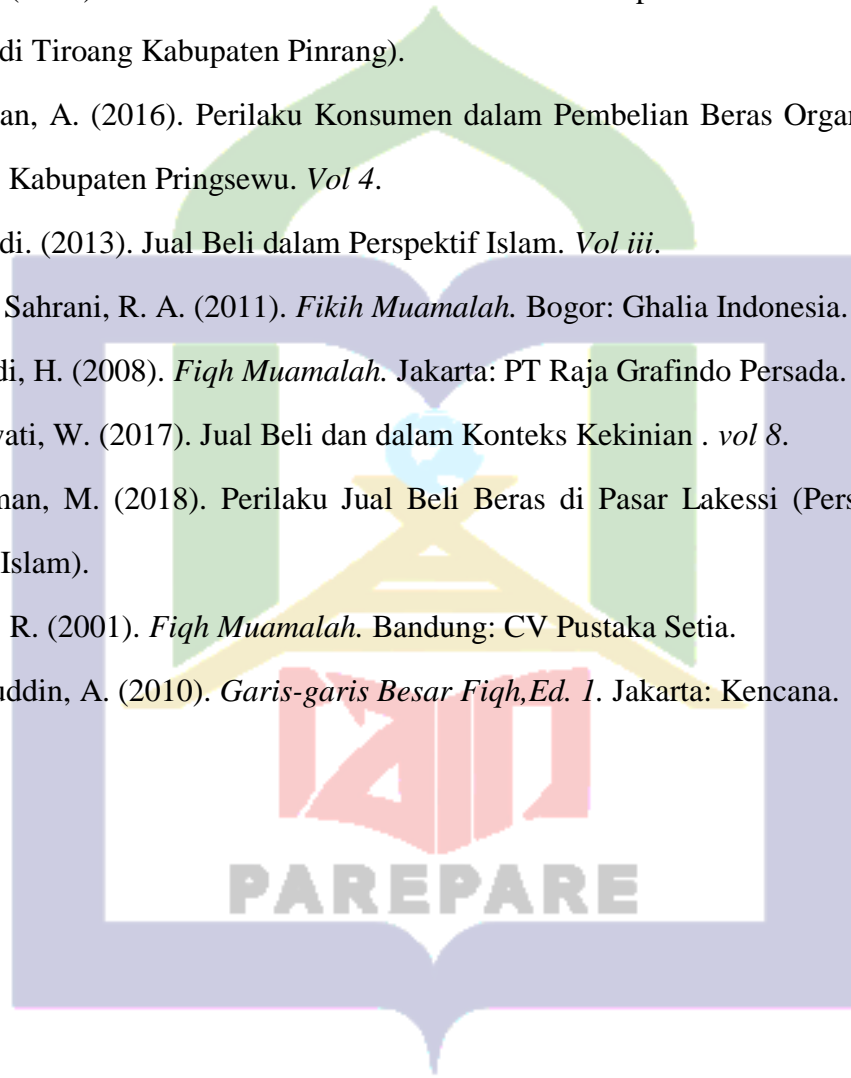 di Tiroang Kabupaten Pinrang).
an, A. (2016). Perilaku Konsumen dalam Pembelian Beras Organ
Kabupaten Pringsewu. Vol 4.
di. (2013). Jual Beli dalam Perspektif Islam. Vol iii.
Sahrani, R. A. (2011). Fikih Muamalah. Bogor: Ghalia Indonesia.
di, H. (2008). Fiqh Muamalah. Jakarta: PT Raja Grafindo Persada.
vati, W. (2017). Jual Beli dan dalam Konteks Kekinian . vol 8.
man, M. (2018). Perilaku Jual Beli Beras di Pasar Lakessi (Pers
Islam).
R. (2001). Fiqh Muamalah. Bandung: CV Pustaka Setia.
uddin, A. (2010). Garis-garis Besar Fiqh,Ed. 1. Jakarta: Kencana.
iain
PAREPARE